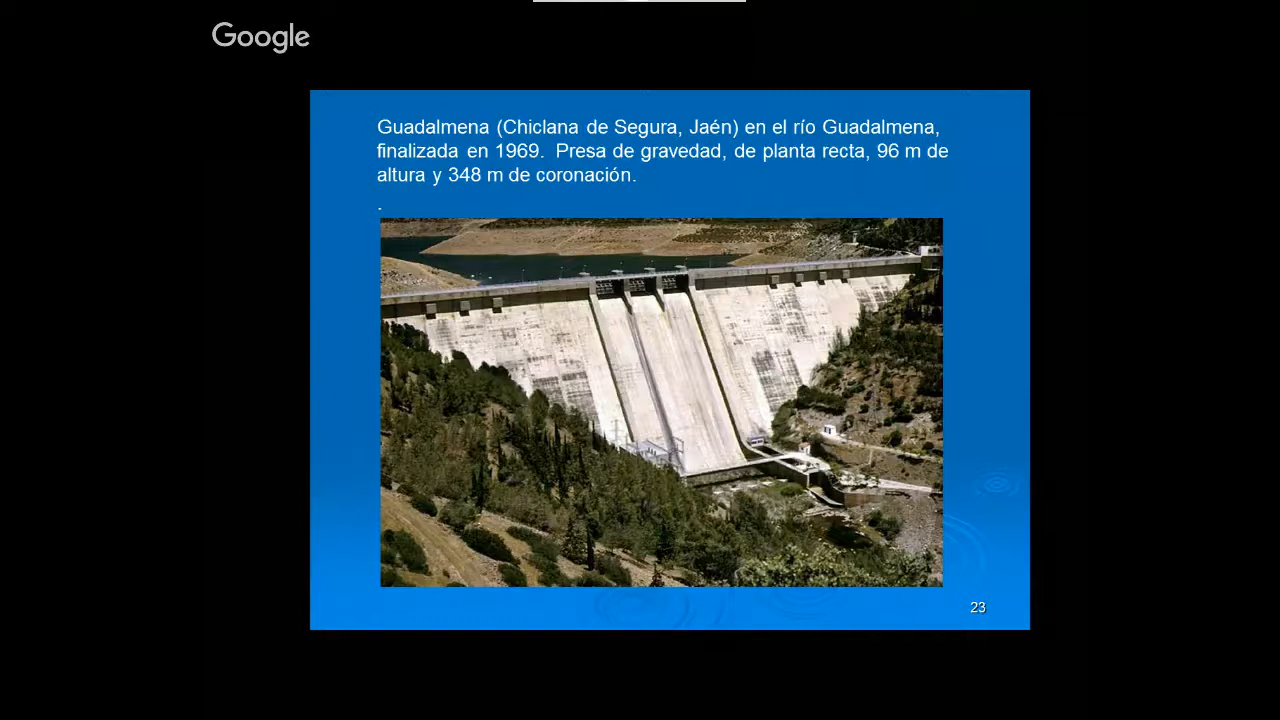 Google
Guadalmena (Chiclana de Segura, Jaén) en el río Guadalmena,
finalizada en 1969. Presa de gravedad, de planta recta, 96 m de
altura y 348 m de coronación.
.
23